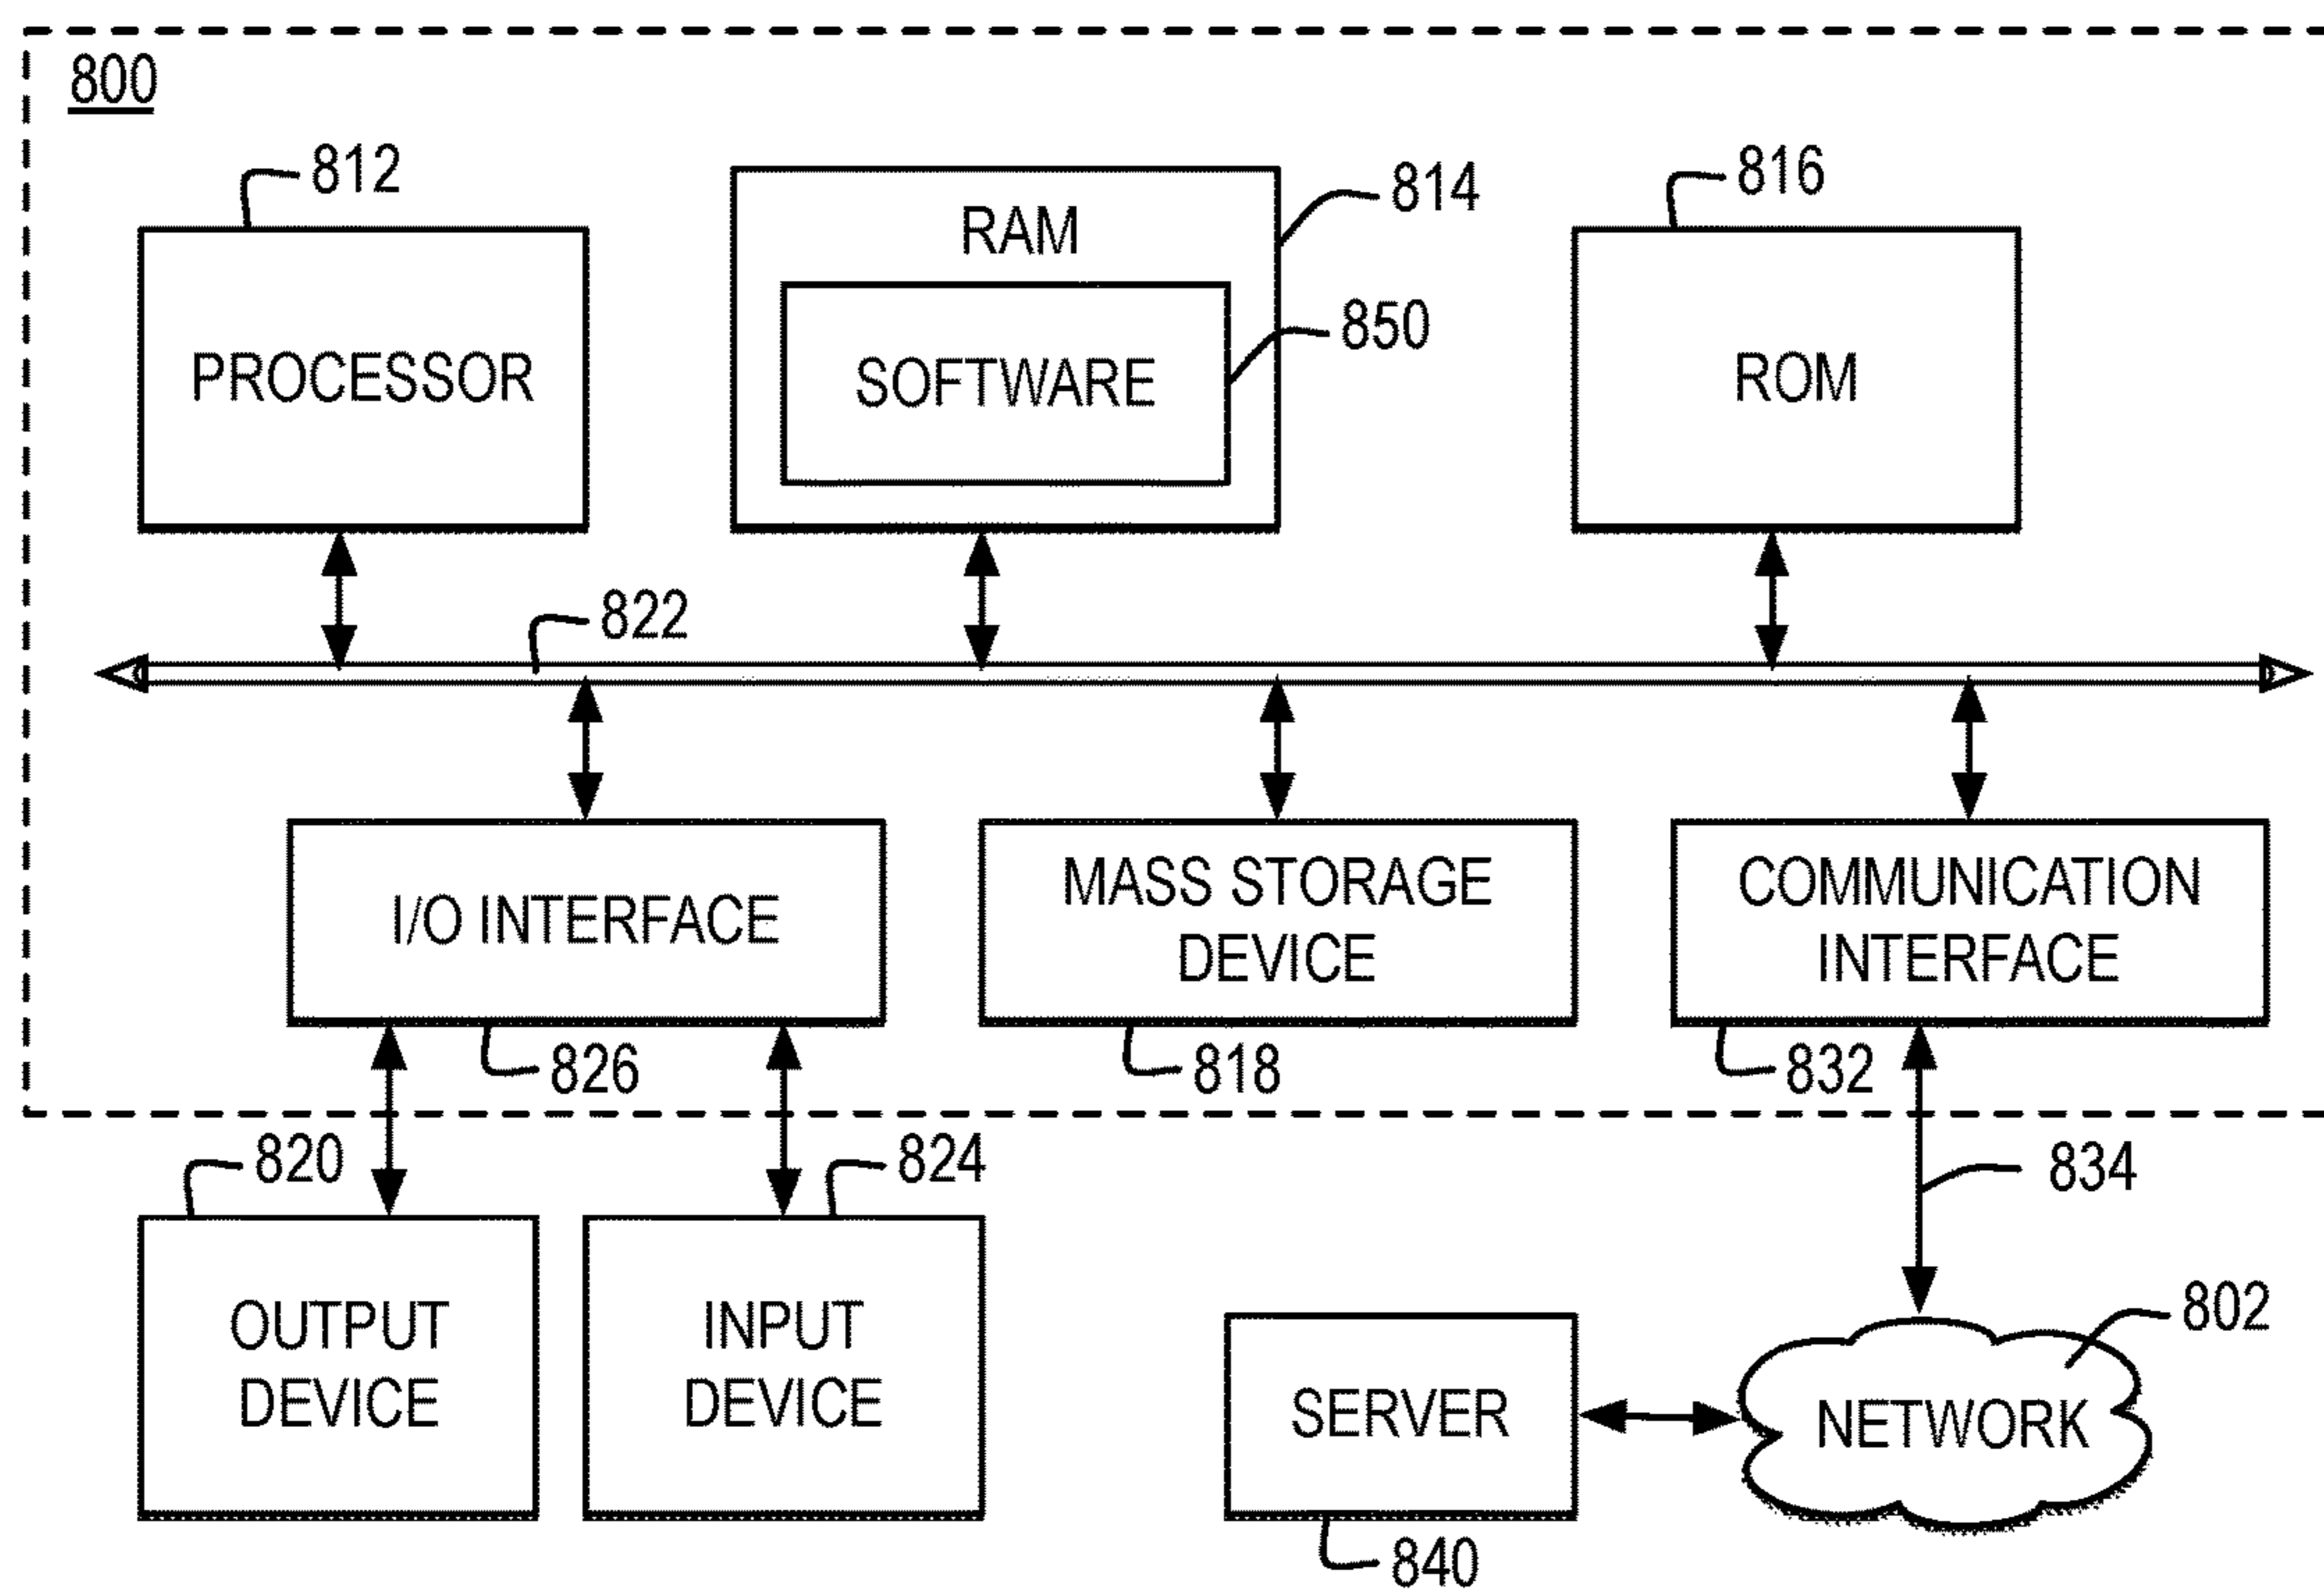 800
812
814
816
RAM
850
PROCESSOR
SOFTWARE
ROM
822
I/O INTERFACE
MASS STORAGE
DEVICE
COMMUNICATION
INTERFACE
826
818
832
820
824
834
OUTPUT
DEVICE
INPUT
DEVICE
802
SERVER
NETWORK
840